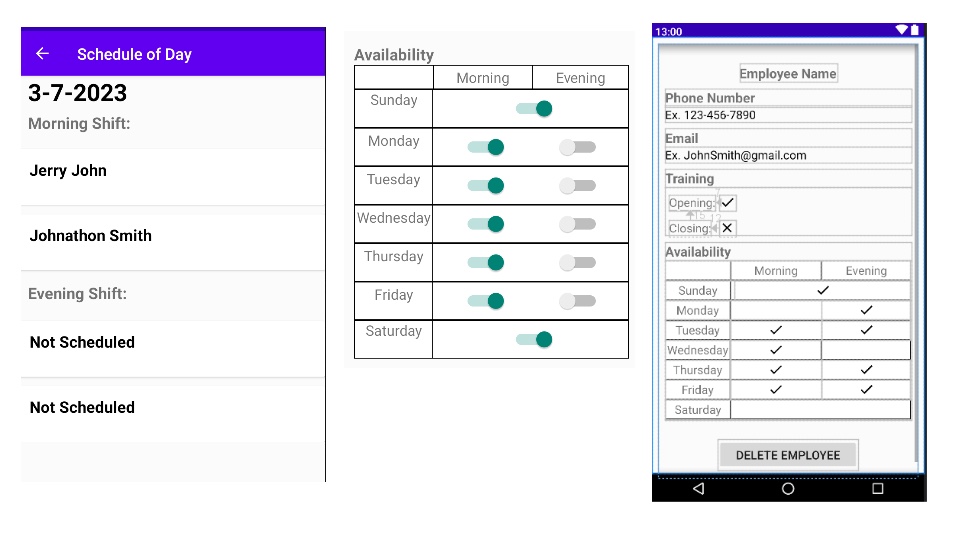 Schedule of Day
3-7-2023
Morning Shift:
Jerry John
Johnathon Smith
Evening Shift:
Not Scheduled
Not Scheduled
Availability
Morning Evening
Sunday
Monday
Tuesday
Wednesday
Thursday
Friday
Saturday
13:00
Employee Name
Phone Number
Ex. 123-456-7890
Email
Ex. JohnSmith@gmail.com
Training
Opening:
15
Closing:
Availability
Morning Evening
Sunday
Monday
Tuesday
Wednesday
Thursday
Friday
Saturday
DELETE EMPLOYEE